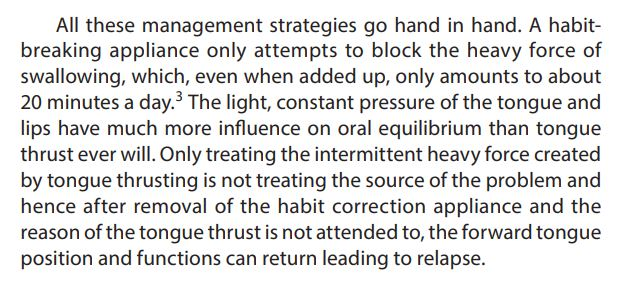 All these management strategies go hand in hand. A habit-
breaking appliance only attempts to block the heavy force of
swallowing, which, even when added up, only amounts to about
20 minutes a day.3 The light, constant pressure of the tongue and
lips have much more influence on oral equilibrium than tongue
thrust ever will. Only treating the intermittent heavy force created
by tongue thrusting is not treating the source of the problem and
hence after removal of the habit correction appliance and the
reason of the tongue thrust is not attended to, the forward tongue
position and functions can return leading to relapse.